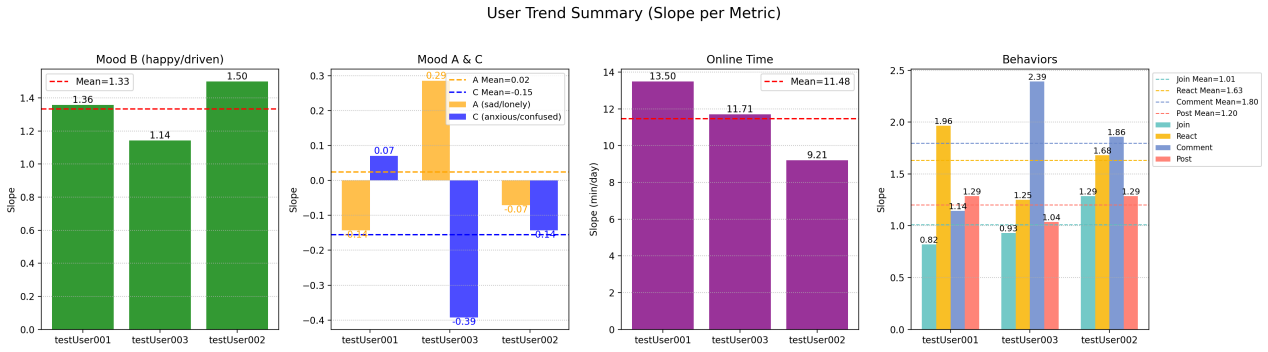 User Trend Summary (Slope per Metric)
Mood B (happy/driven)
Slope
1.4
1.2
1.0
0.8
0.6
0.4
0.2
0.0
Mean=1.33
1.36
1.14
1.50
testUser001 testUser003 testUser002
Mood A & C
Slope
0.3
0.2
0.1
0.0
−0.1
−0.2
−0.3
−0.4
A Mean=0.02
C Mean=-0.15
A (sad/lonely)
C (anxious/confused)
-0.14
0.07
0.29
-0.39
-0.07
-0.14
testUser001 testUser003 testUser002
Online Time
Slope (min/day)
14
12
10
8
6
4
2
0
Mean=11.48
13.50
11.71
9.21
testUser001 testUser003 testUser002
Behaviors
Slope
2.5
2.0
1.5
1.0
0.5
0.0
0.82
1.96
1.14
1.29
0.93
1.25
2.39
1.04
1.29
1.68
1.86
1.29
testUser001 testUser003 testUser002
Join Mean=1.01
React Mean=1.63
Comment Mean=1.80
Post Mean=1.20
Join
React
Comment
Post